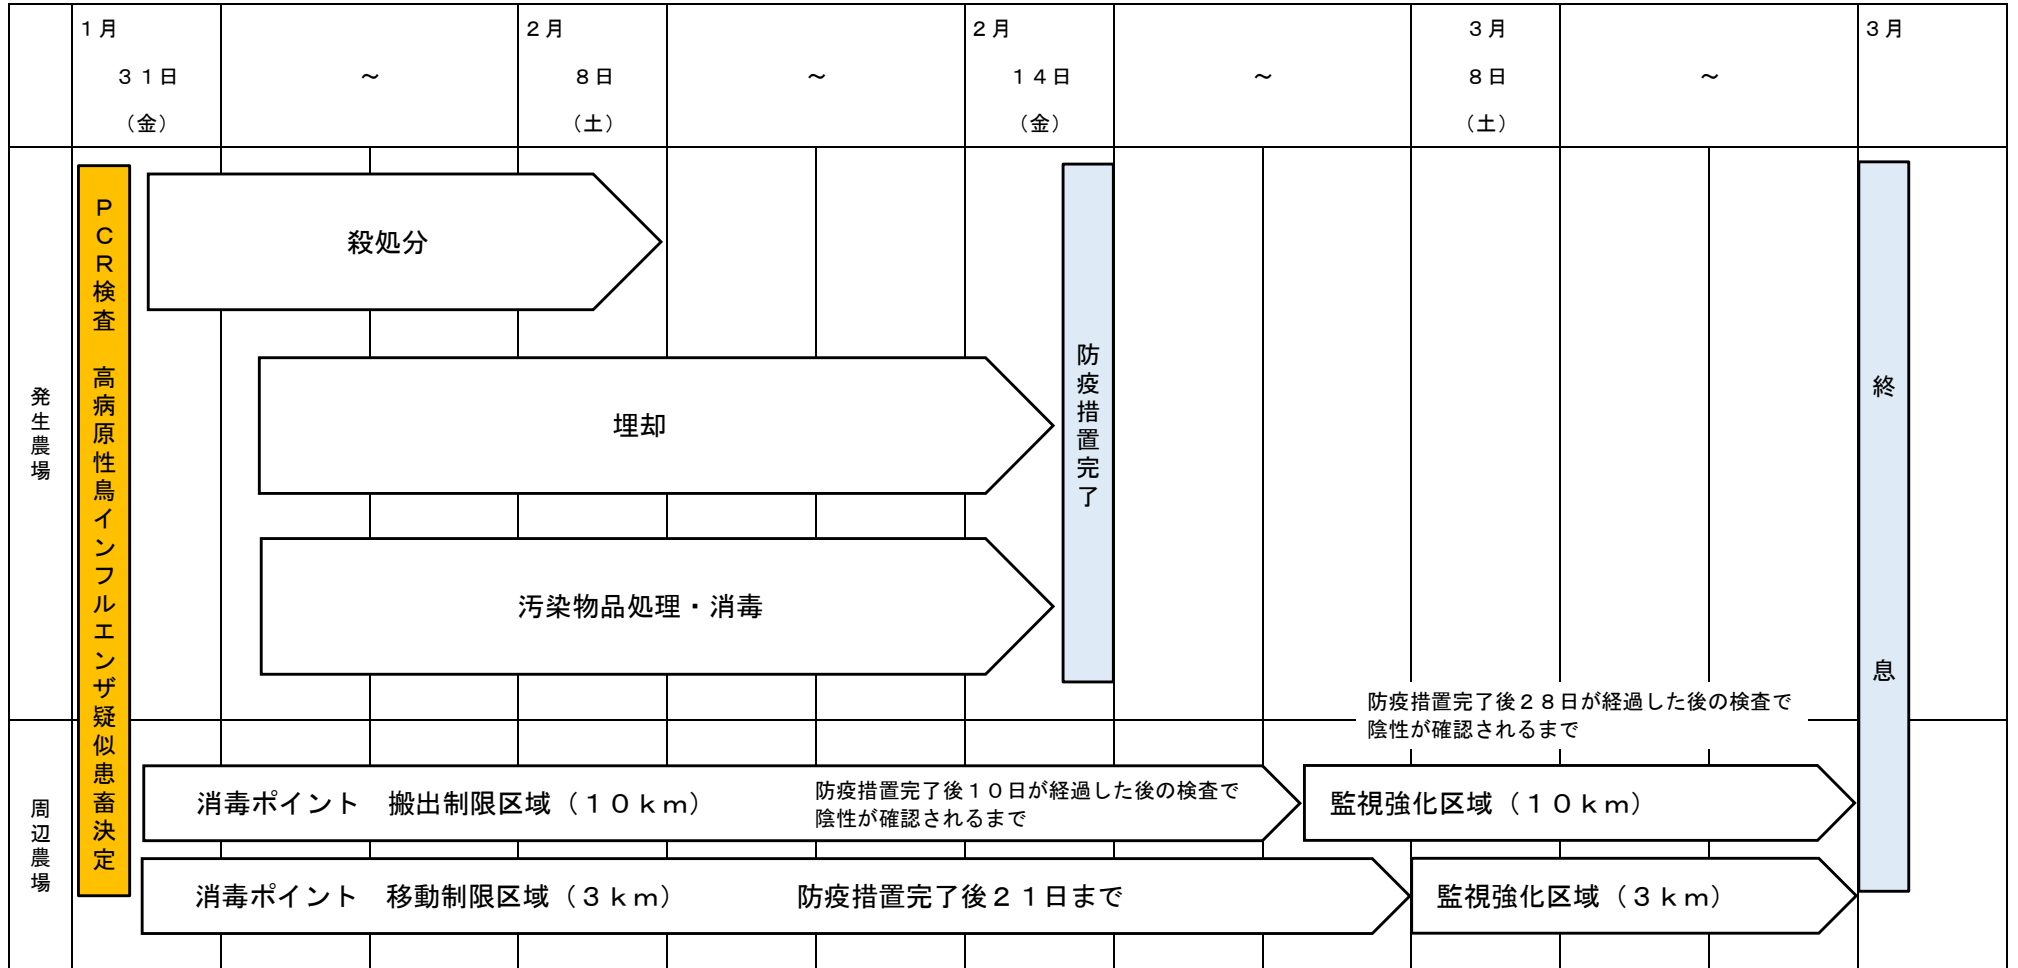 1月
31日
(金)
～
2月
8日
(土)
～
2月
14日
(金)
～
3月
8日
(土)
～
3月
発生農場
PCR検査　高病原性鳥インフルエンザ疑似患畜決定
殺処分
埋却
汚染物品処理・消毒
防疫措置完了
終息
周辺農場
防疫措置完了後２８日が経過した後の検査で
陰性が確認されるまで
消毒ポイント　搬出制限区域（１０ｋｍ）
防疫措置完了後１０日が経過した後の検査で
陰性が確認されるまで
監視強化区域（１０ｋｍ）
消毒ポイント　移動制限区域（３ｋｍ）
防疫措置完了後２１日まで
監視強化区域（３ｋｍ）